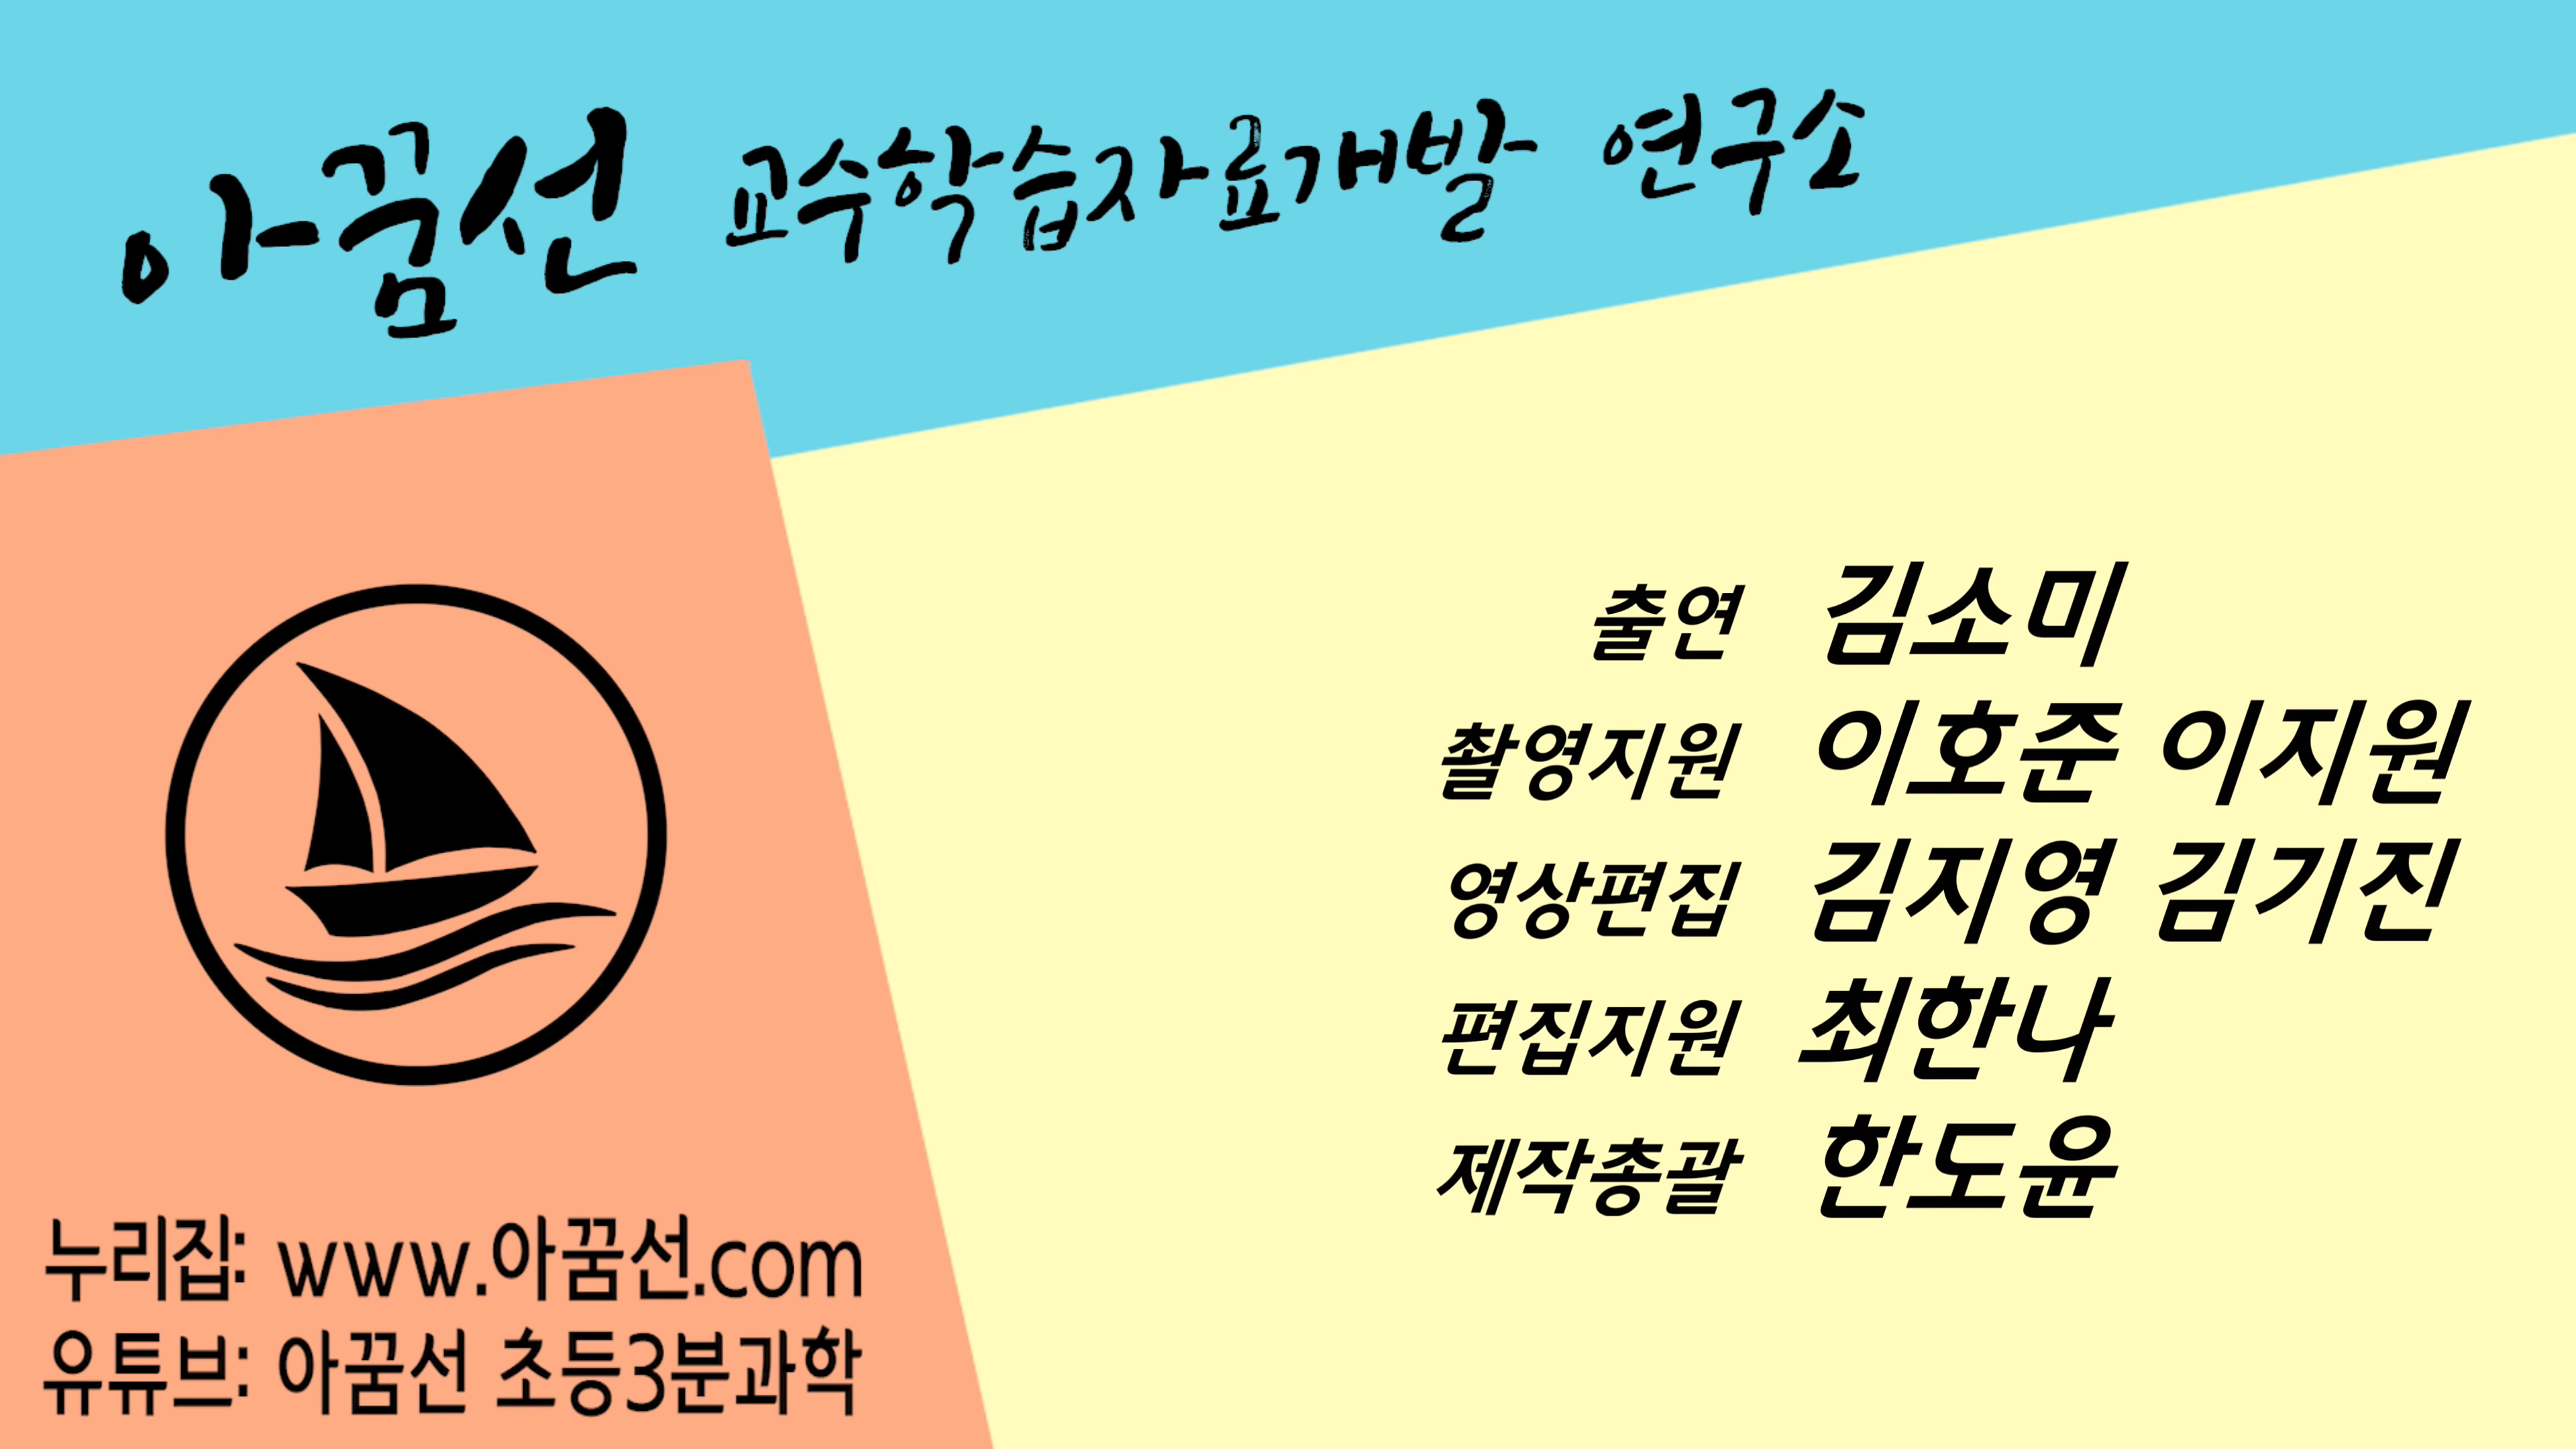 아꿈선 교수학습자료개발 연구소
출연 김소미
촬영지원 이호준 이지원
영상편집 김지영 김기진
편집지원 최한나
제작총괄 한도윤
누리집: www.아꿈선.com
유튜브: 아꿈선 초등3분과학